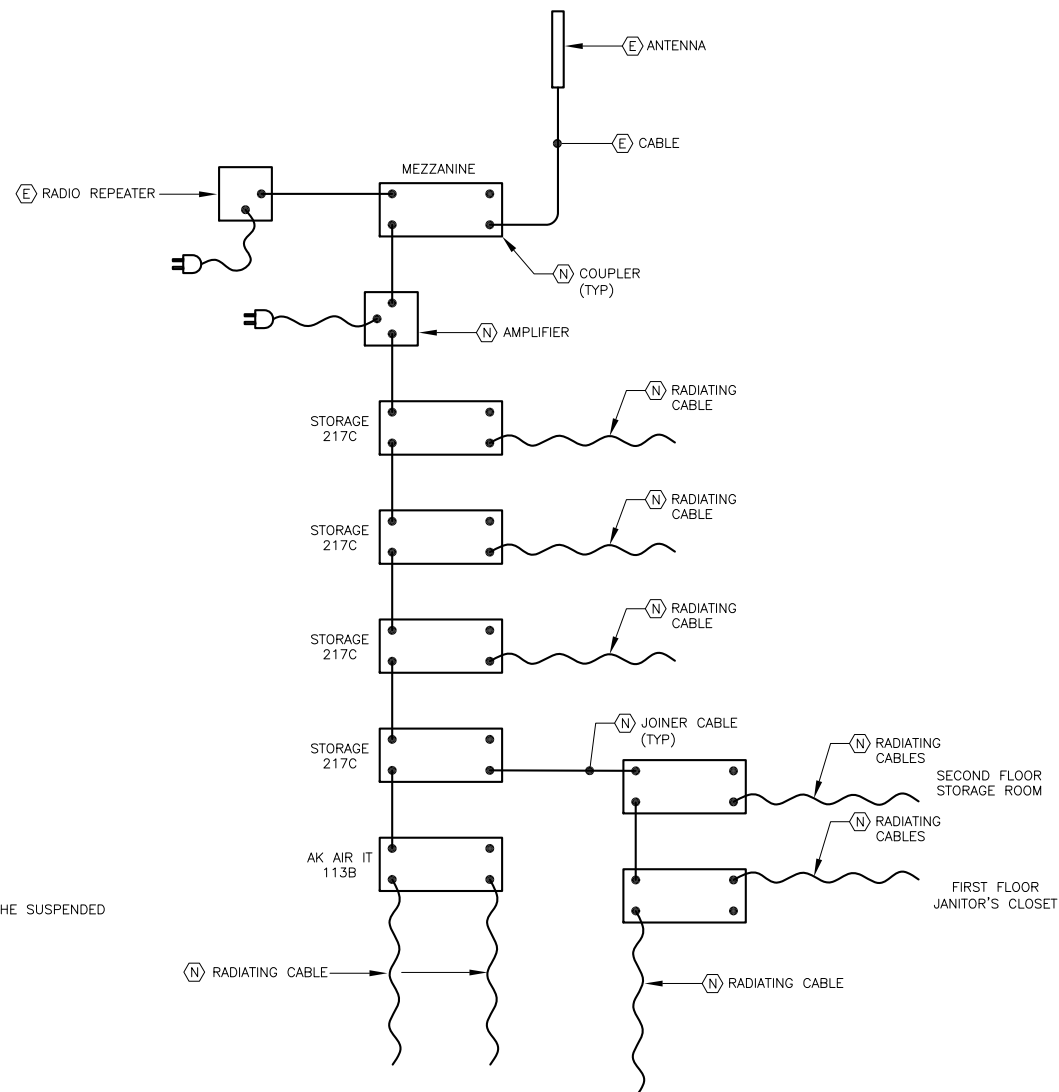 E ANTENNA
E CABLE
MEZZANINE
E RADIO REPEATER
N COUPLER
(TYP)
N AMPLIFIER
N RADIATING
CABLE
STORAGE
217C
N RADIATING
CABLE
STORAGE
217C
N RADIATING
CABLE
STORAGE
217C
N JOINER CABLE
(TYP)
STORAGE
217C
N RADIATING
CABLES
SECOND FLOOR
STORAGE ROOM
N RADIATING
CABLES
AK AIR IT
113B
FIRST FLOOR
JANITOR'S CLOSET
HE SUSPENDED
N RADIATING CABLE
N RADIATING CABLE